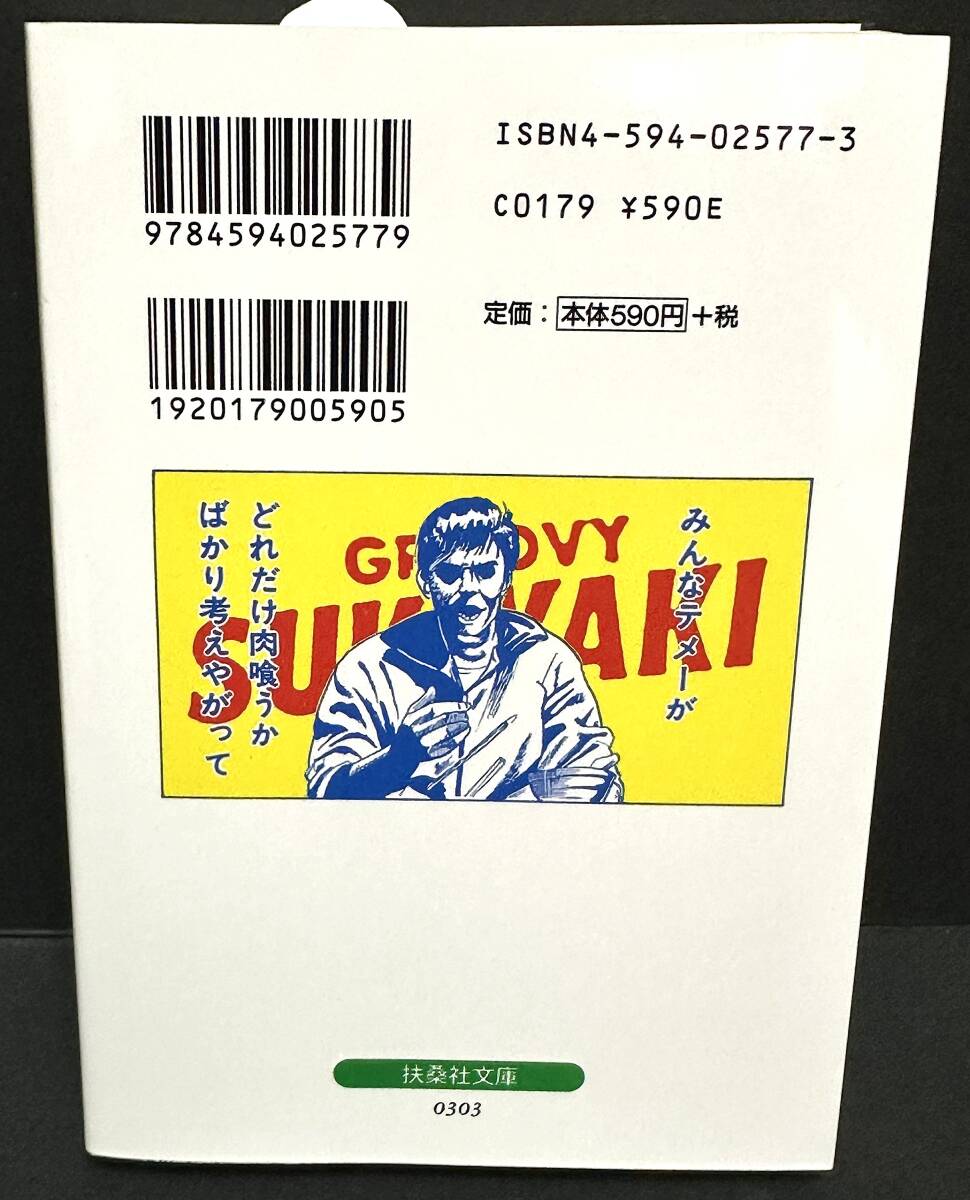 ISBN4-594-02577-3
C0179 ¥590E
9784594025779
定価：本体590円+税
1920179005905
みんなテメーが
どれだけ肉喰うか
ばかり考えやがって
扶桑社文庫
0303